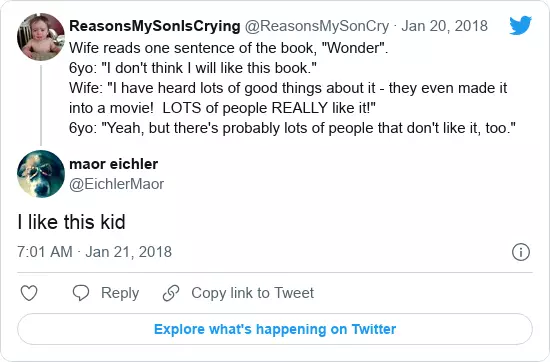 ReasonsMySonIsCrying @ReasonsMySonCry · Jan 20, 2018
Wife reads one sentence of the book, "Wonder".
6yo: "I don't think I will like this book."
Wife: "I have heard lots of good things about it - they even made it
into a movie!  LOTS of people REALLY like it!"
6yo: "Yeah, but there's probably lots of people that don't like it, too."
maor eichler
@EichlerMaor
I like this kid
7:01 AM · Jan 21, 2018
Reply
Copy link to Tweet
Explore what's happening on Twitter